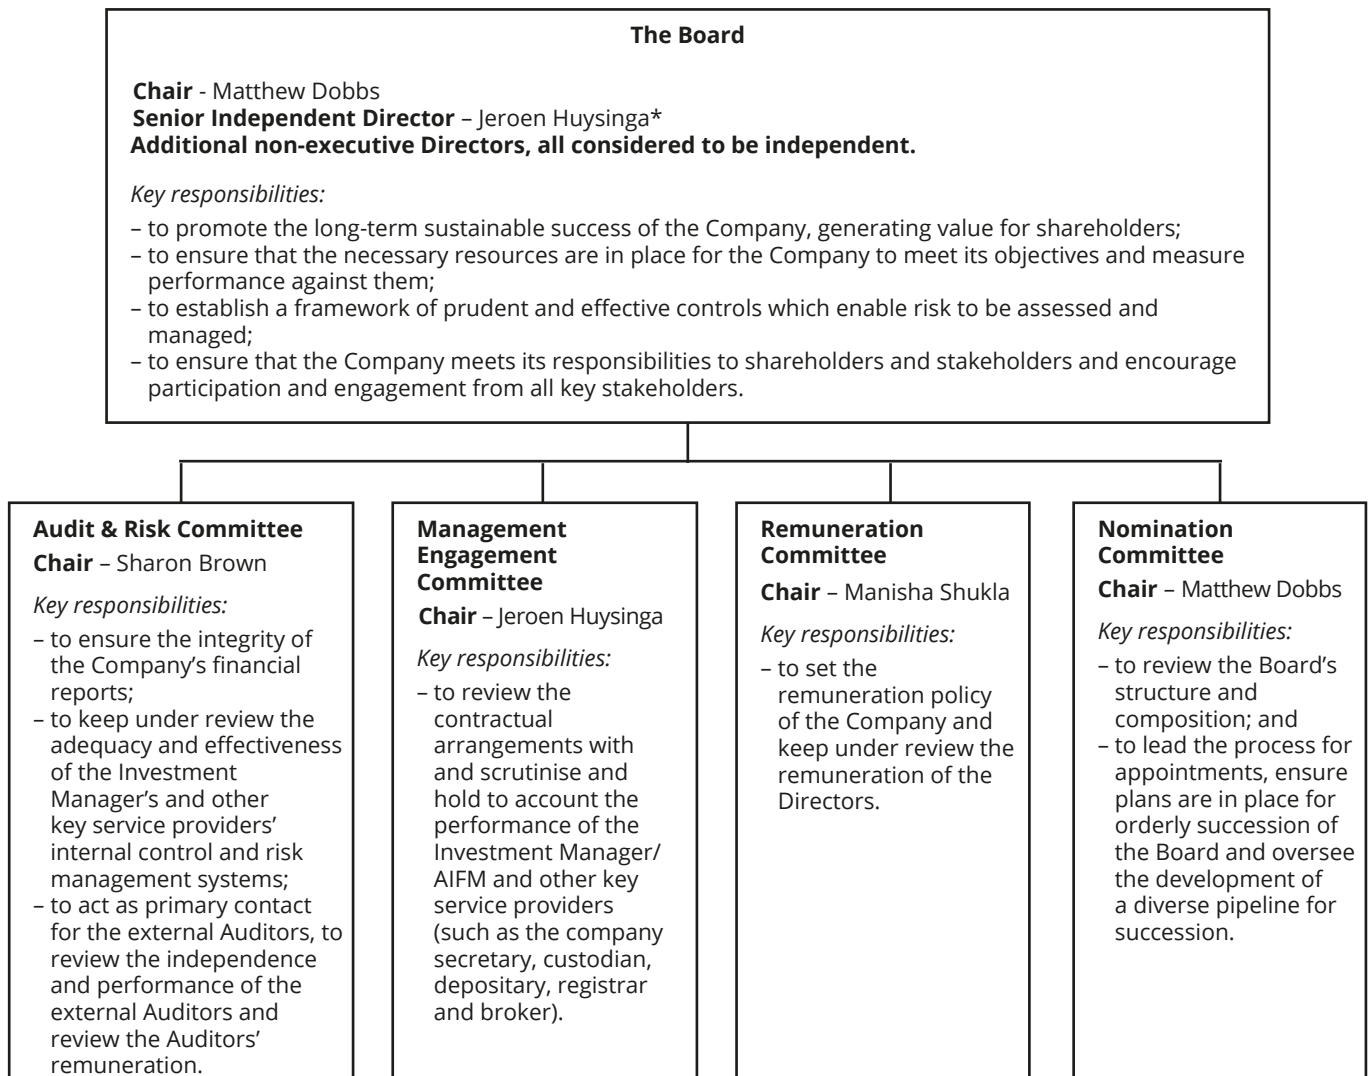 The Board
Chair - Matthew Dobbs
Senior Independent Director – Jeroen Huysinga*
Additional non-executive Directors, all considered to be independent.
Key responsibilities:
– to promote the long-term sustainable success of the Company, generating value for shareholders;
– to ensure that the necessary resources are in place for the Company to meet its objectives and measure
performance against them;
– to establish a framework of prudent and effective controls which enable risk to be assessed and
managed;
– to ensure that the Company meets its responsibilities to shareholders and stakeholders and encourage
participation and engagement from all key stakeholders.
Audit & Risk Committee
Chair – Sharon Brown
Key responsibilities:
– to ensure the integrity of
the Company’s financial
reports;
– to keep under review the
adequacy and effectiveness
of the Investment
Manager’s and other
key service providers’
internal control and risk
management systems;
– to act as primary contact
for the external Auditors, to
review the independence
and performance of the
external Auditors and
review the Auditors’
remuneration.
Management
Engagement
Committee
Chair – Jeroen Huysinga
Key responsibilities:
– to review the
contractual
arrangements with
and scrutinise and
hold to account the
performance of the
Investment Manager/
AIFM and other key
service providers
(such as the company
secretary, custodian,
depositary, registrar
and broker).
Remuneration
Committee
Chair – Manisha Shukla
Key responsibilities:
– to set the
remuneration policy
of the Company and
keep under review the
remuneration of the
Directors.
Nomination
Committee
Chair – Matthew Dobbs
Key responsibilities:
– to review the Board’s
structure and
composition; and
– to lead the process for
appointments, ensure
plans are in place for
orderly succession of
the Board and oversee
the development of
a diverse pipeline for
succession.